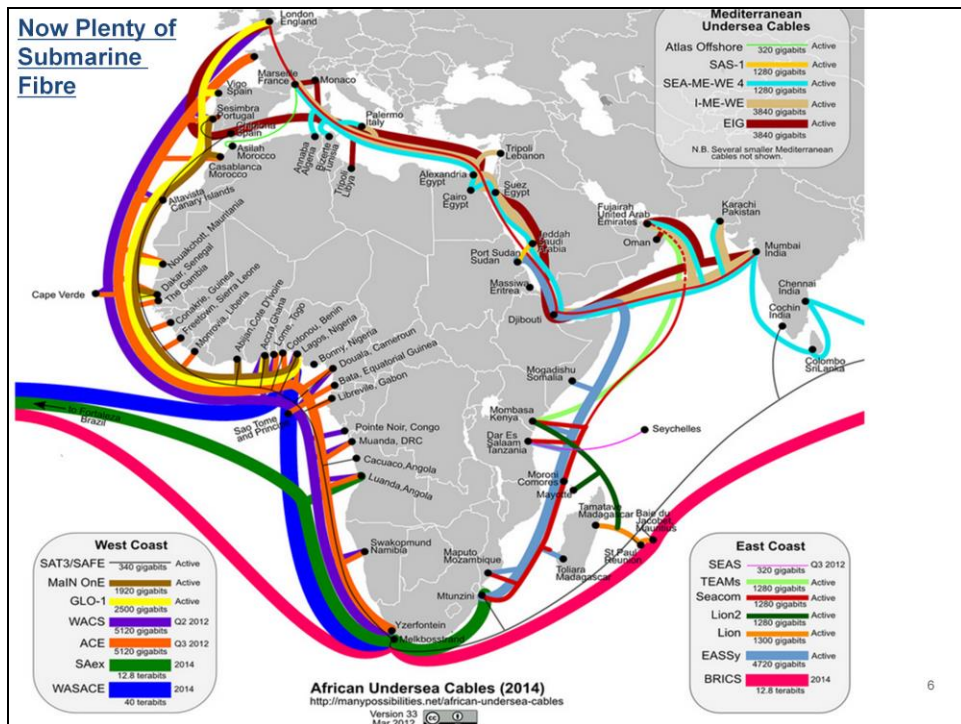 Now Plenty of
Submarine
Fibre
London
England
Mediterranean
Undersea Cables
Atlas Offshore
320 gigabits
Active
SAS-1
1280 gigabits
Active
SEA-ME-WE 4
1280 gigabits
Active
I-ME-WE
3840 gigabits
Active
EIG
3840 gigabits
Active
N.B. Several smaller Mediterranean
cables not shown.
Marseille
France
Monaco
Vigo
Spain
Sesimbra
Portugal
Chipiona
Spain
Palermo
Italy
Asilah
Morocco
Casablanca
Morocco
Annaba
Algeria
Bizerte
Tunisia
Tripoli
Libya
Tripoli
Lebanon
Alexandria
Egypt
Cairo
Egypt
Suez
Egypt
Altavista
Canary Islands
Fujairah
United Arab
Emirates
Karachi
Pakistan
Oman
Jeddah
Saudi
Arabia
Port Sudan
Sudan
Mumbai
India
Massiwa
Eritrea
Chennai
India
Cochin
India
Djibouti
Colombo
SriLanka
Nouakchott, Mauritania
Dakar, Senegal
The Gambia
Cape Verde
Conakrie, Guinea
Freetown, Sierra Leone
Monrovia, Liberia
Abijan,Cote D'Ivoire
Accra,Ghana
Lome, Togo
Cotonou, Benin
Lagos, Nigeria
Bonny, Nigeria
Douala, Cameroun
Bata, Equatorial Guinea
Libreville, Gabon
Mogadishu
Somalia
To Fortaleza
Brazil
Sao Tome
and Principe
Mombasa
Kenya
Seychelles
Dar Es
Salaam
Tanzania
Pointe Noir, Congo
Muanda, DRC
Cacuaco,Angola
Luanda,Angola
Moroni
Comores
Mayotte
Tamatave
Madagascar
Baie du
Jacobet,
Mauritius
St Paul
Reunion
Swakopmund
Namibia
Maputo
Mozambique
Toliara
Madagascar
Mtunzini
Yzerfontein
Melkbosstrand
West Coast
SAT3/SAFE
340 gigabits
Active
MaIN OnE
1920 gigabits
Active
GLO-1
2500 gigabits
Active
WACS
5120 gigabits
Q2 2012
ACE
5120 gigabits
Q3 2012
SAex
12.8 terabits
2014
WASACE
40 terabits
2014
East Coast
SEAS
320 gigabits
Q3 2012
TEAMs
1280 gigabits
Active
Seacom
1280 gigabits
Active
Lion2
1280 gigabits
Active
Lion
1300 gigabits
Active
EASSy
4720 gigabits
Active
BRICS
12.8 terabits
2014
African Undersea Cables (2014)
http://manypossibilities.net/african-undersea-cables
Version 33
Mar 2012
cc
6